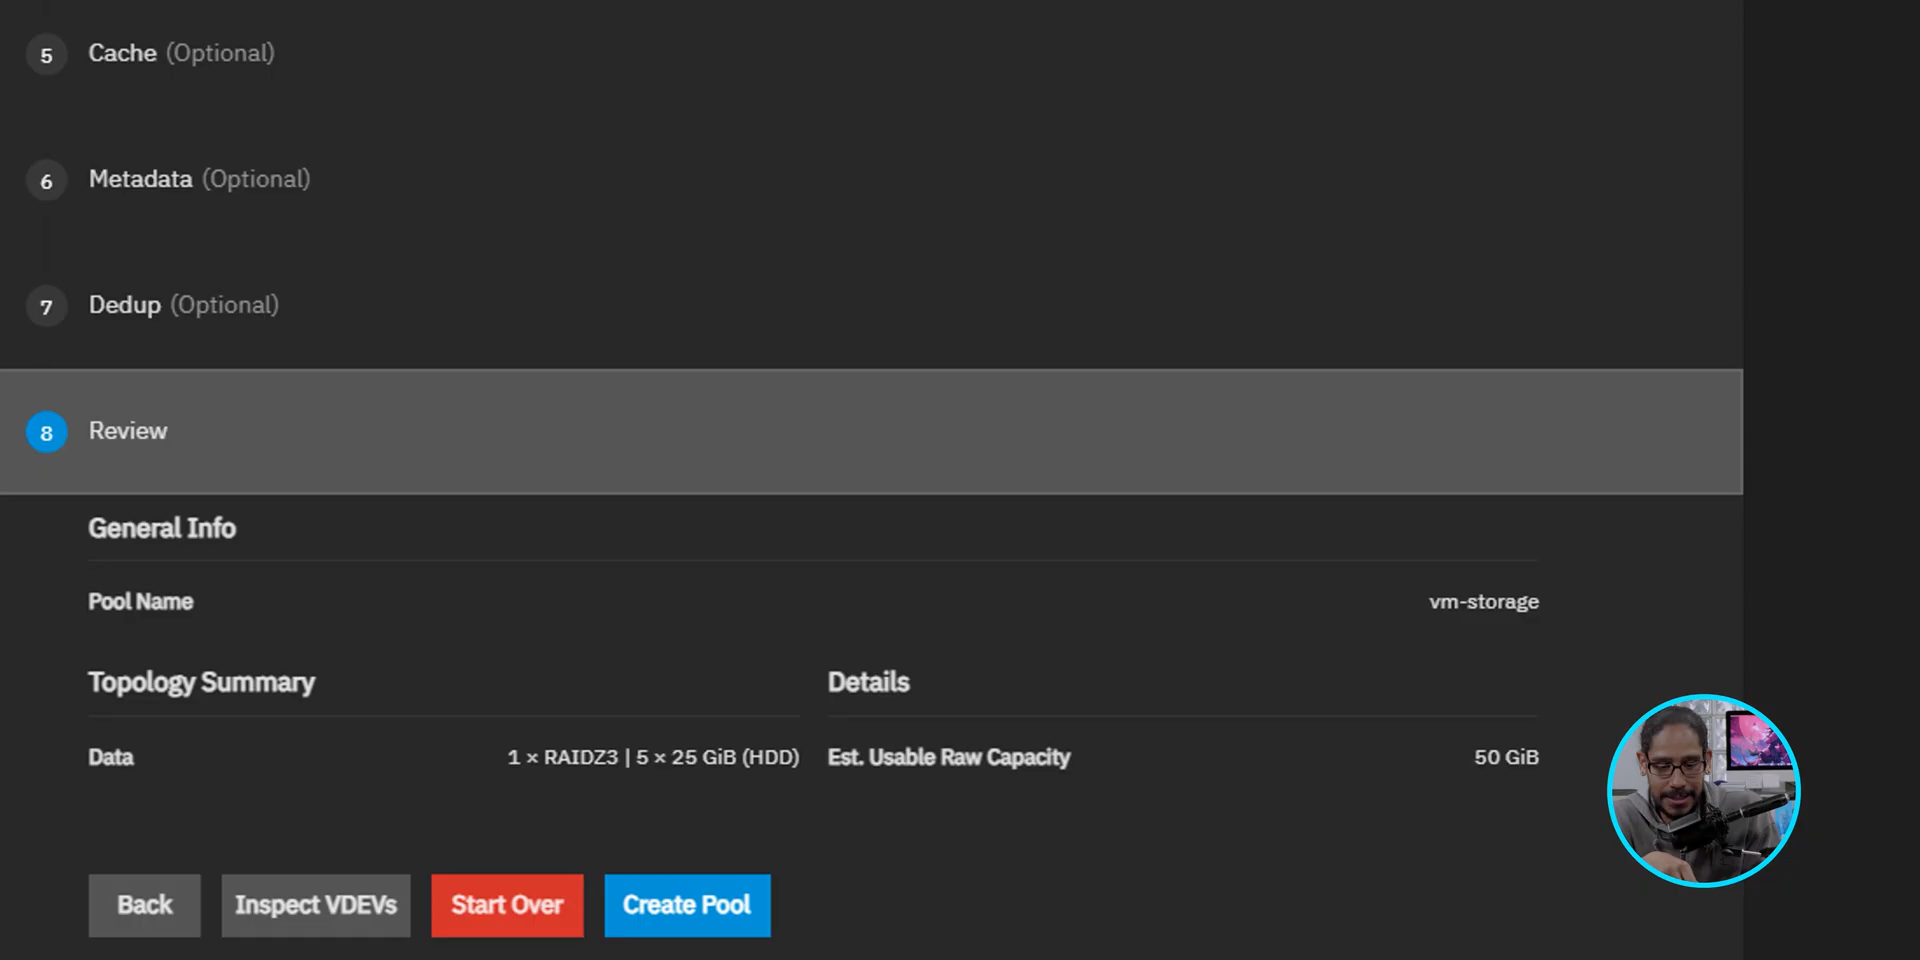 5 Cache (Optional)
6 Metadata (Optional)
7 Dedup (Optional)
8 Review
General Info
Pool Name vm-storage
Topology Summary Details
Data 1 × RAIDZ3 | 5 × 25 GiB (HDD) Est. Usable Raw Capacity 50 GiB
Back Inspect VDEVs Start Over Create Pool